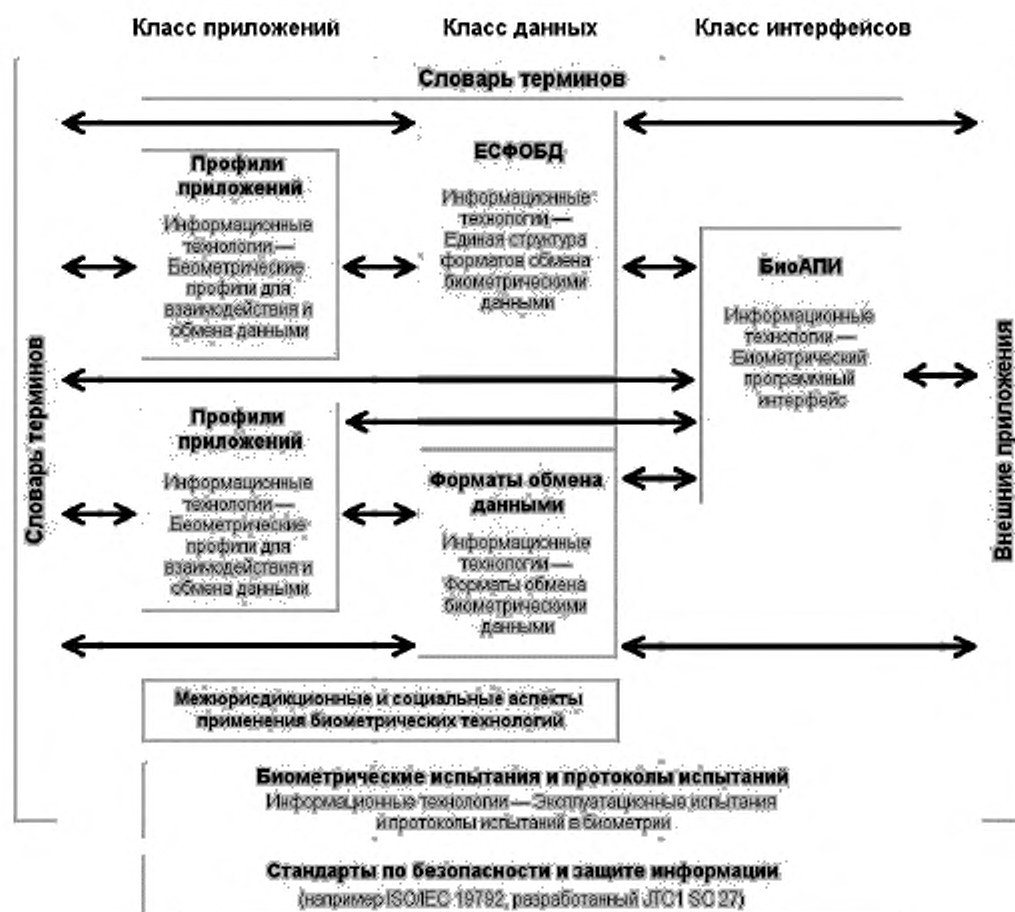 Класс приложений
Класс данных
Класс интерфейсов
Словарь терминов
Профили
приложений
Информационные
технологии —
Беометрические
профили для
взаимодействия и
обмена данными
ЕСФОБД
Информационные
технологии —
Единая структура
форматов обмена
биометрическими
данными
БиоАПИ
Информационные
технологии —
Биометрический
программный
интерфейс
Словарь терминов
Внешние приложения
Профили
приложений
Информационные
технологии —
Беометрические
профили для
взаимодействия и
обмена данными
Форматы обмена
данными
Информационные
технологии —
Форматы обмена
биометрическими
данными
Межюрисдикционные и социальные аспекты
применения биометрических технологий
Биометрические испытания и протоколы испытаний
Информационные технологии — Эксплуатационные испытания
и протоколы испытаний в биометрии
Стандарты по безопасности и защите информации
(например ISO/IEC 19792, разработанный JTC1 SC 27)